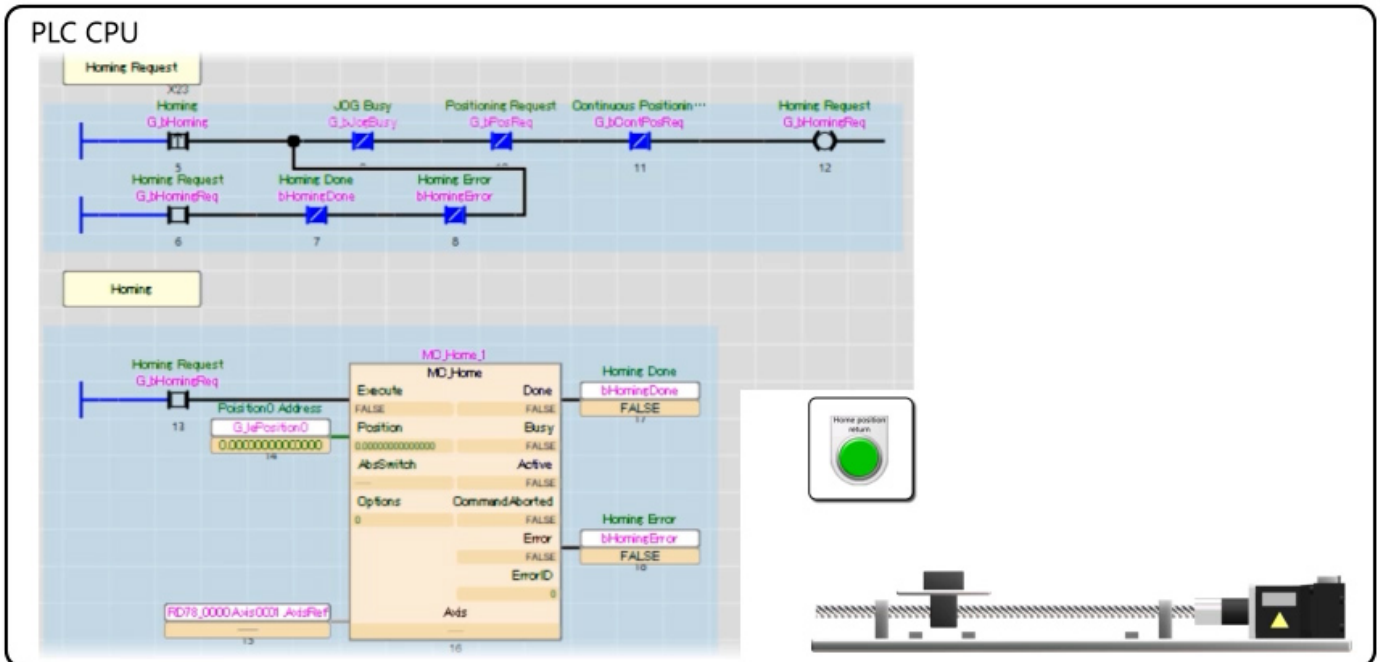 PLC CPU
Homing Request
X23
Homing JOG Busy Positioning Request Continuous Positionin… Homing Request
G_bHoming G_bJogBusy G_bPosReq G_bContPosReq G_bHomingReq
5 11 12
Homing Request Homing Done Homing Error
G_bHomingReq bHomingDone bHomingError
6 7 8
Homing
MC_Home_1
Homing Request MC_Home Homing Done
G_bHomingReq Execute Done bHomingDone
FALSE FALSE FALSE
13 Poisition0 Address 17
G_lePosition0 Position Busy
0.00000000000000 0.00000000000000 FALSE
AbsSwitch Active
---- FALSE
Options CommandAborted Homing Error
0 FALSE
Error bHomingError
FALSE FALSE
ErrorID
0
RD78_0000.Axis0001.AxisRef Axis
---- ----
15 16
Home position
return